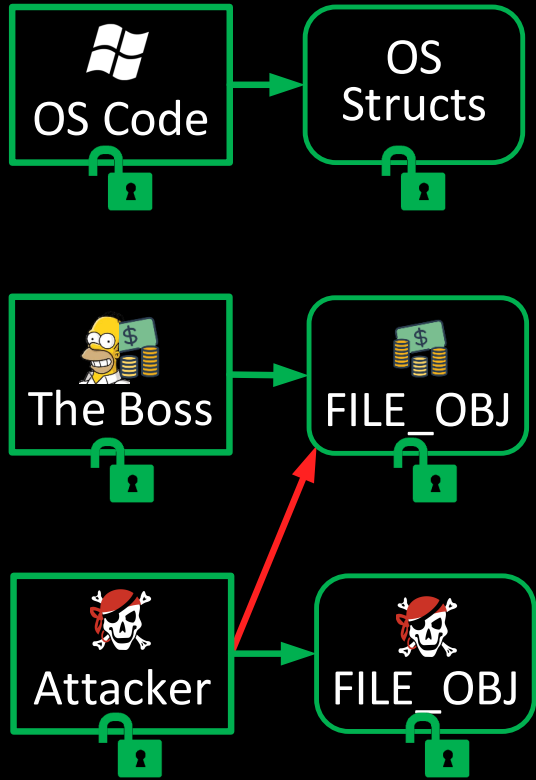 OS Code
OS
Structs
$
The Boss
$
FILE_OBJ
Attacker
FILE_OBJ